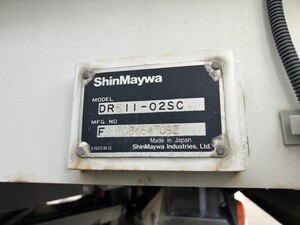 ShinMaywa
MODEL
DR 11-02SC
MFG NO
F
Made in Japan
ShinMaywa Industries, Ltd.